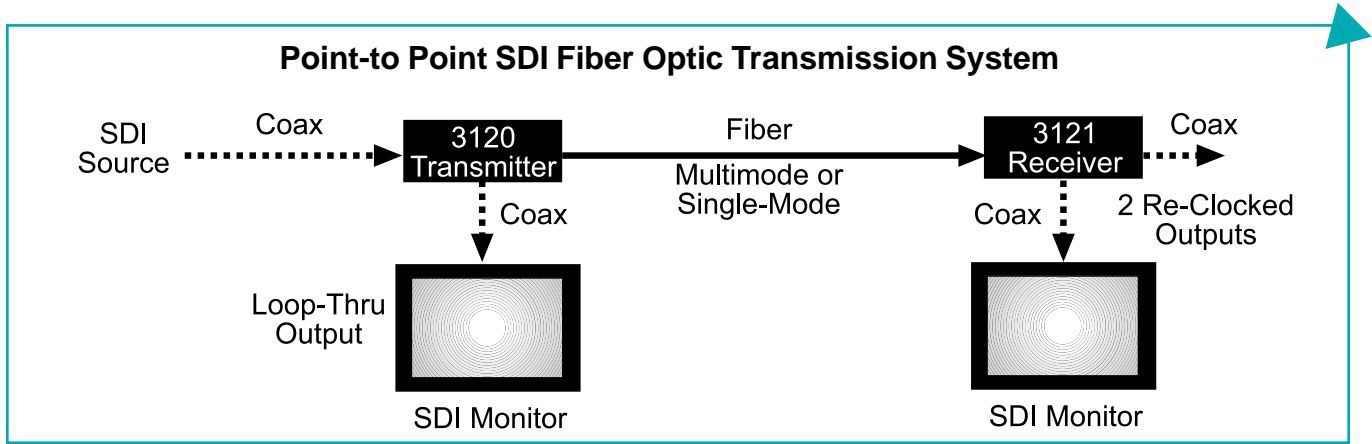 Point-to Point SDI Fiber Optic Transmission System
SDI
Source
Coax
3120
Transmitter
Fiber
Multimode or
Single-Mode
3121
Receiver
Coax
Coax
Coax
2 Re-Clocked
Outputs
Loop-Thru
Output
SDI Monitor
SDI Monitor